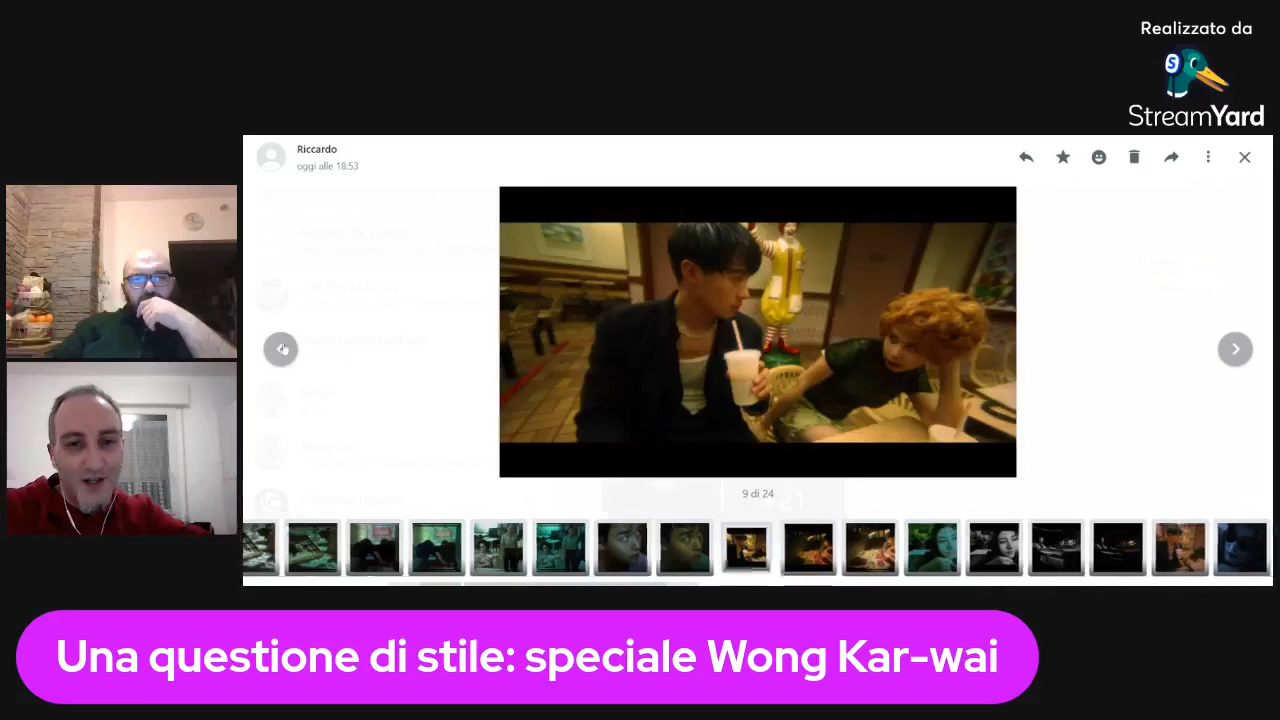 Realizzato da
StreamYard
Riccardo
oggi alle 18:53
9 di 24
Una questione di stile: speciale Wong Kar-wai